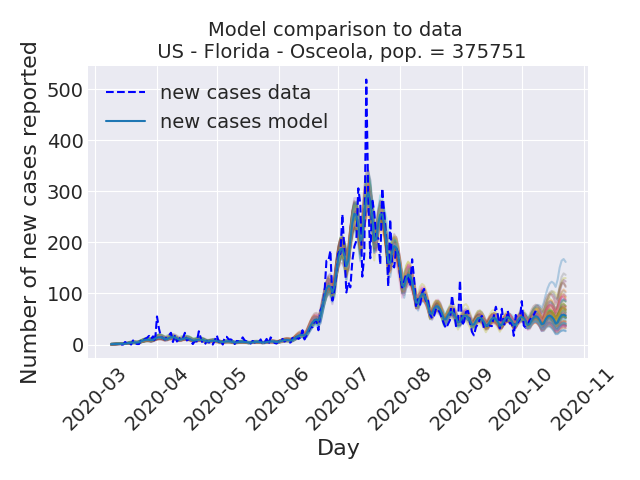 Model comparison to data
US - Florida - Osceola, pop. = 375751
Number of new cases reported
500
400
300
200
100
0
new cases data
new cases model
2020-03
2020-04
2020-05
2020-06
2020-07
2020-08
2020-09
2020-10
2020-11
Day